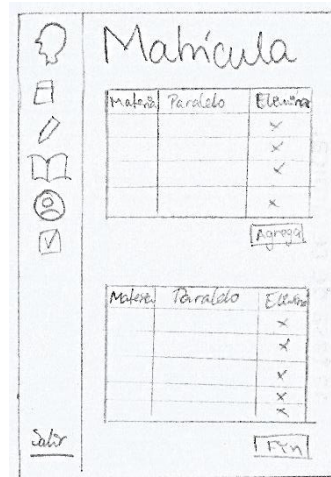 Matrícula
Materia Paralelo Elimina
x
x
x
x
Agregar
Materia Paralelo Elimina
x
x
x
x
x
Salir
Fin